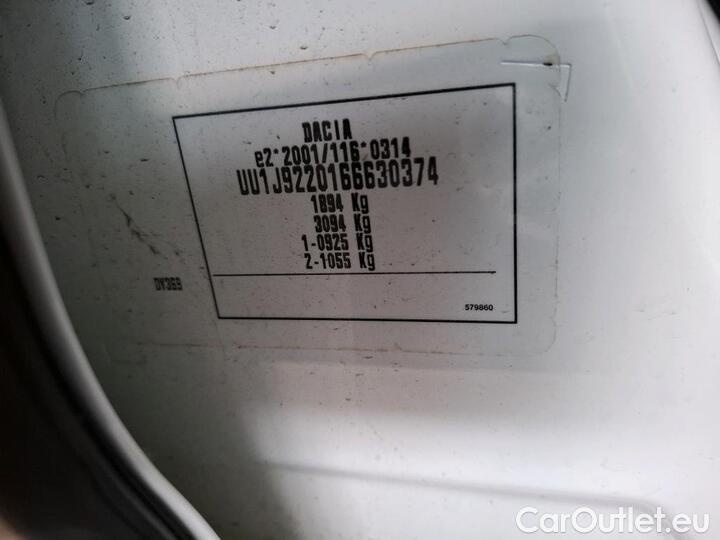 DACIA
e2*2001/116*0314
UU1J9220166630374
1894 Kg
3094 Kg
1-0925 Kg
2-1055 Kg
DW369
579860
CarOutlet.eu